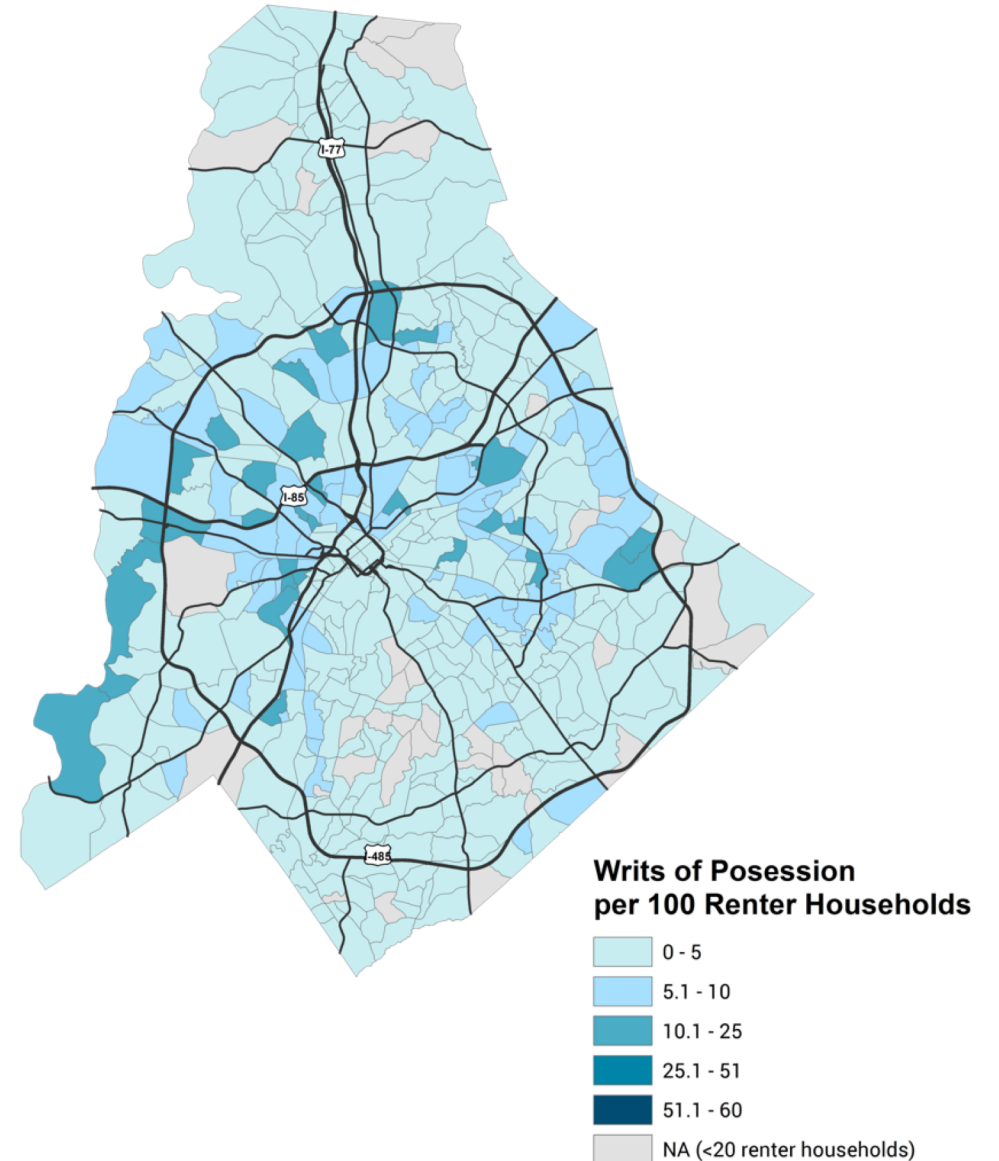 I-77
I-85
I-485
Writs of Posession
per 100 Renter Households
0 - 5
5.1 - 10
10.1 - 25
25.1 - 51
51.1 - 60
NA (<20 renter households)